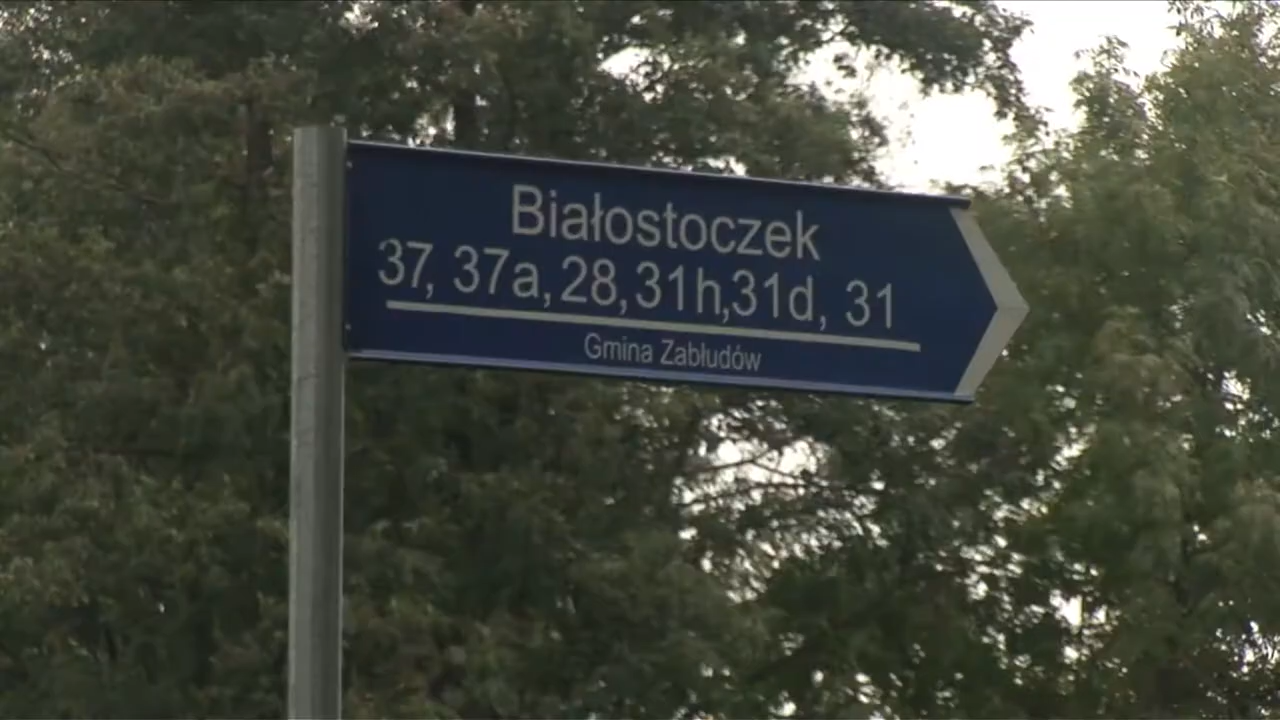 Białostoczek
37, 37a, 28, 31h, 31d, 31
Gmina Zabłudów